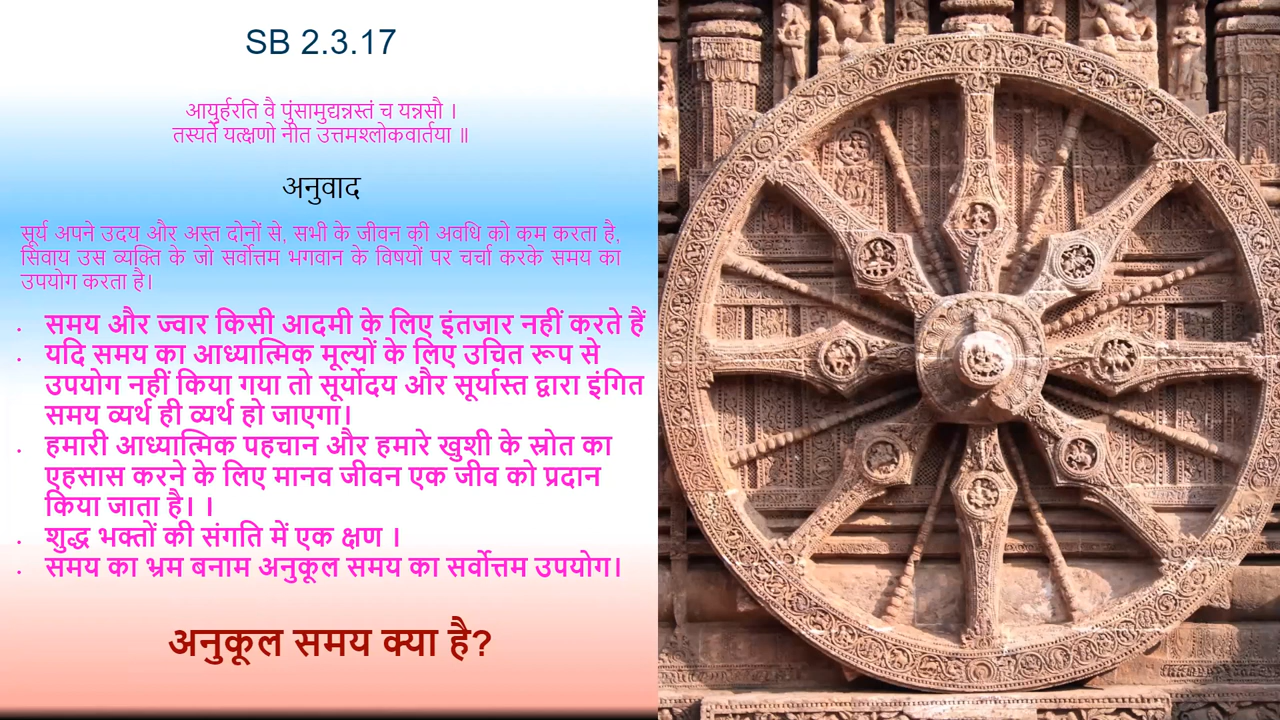 SB 2.3.17
आयुर्हरति वै पुंसामुद्यन्नस्तं च यन्नसौ ।
तस्यर्ते यत्क्षणो नीत उत्तमश्लोकवार्तया ॥
अनुवाद
सूर्य अपने उदय और अस्त दोनों से, सभी के जीवन की अवधि को कम करता है,
सिवाय उस व्यक्ति के जो सर्वोत्तम भगवान के विषयों पर चर्चा करके समय का
उपयोग करता है।
• समय और ज्वार किसी आदमी के लिए इंतजार नहीं करते हैं
• यदि समय का आध्यात्मिक मूल्यों के लिए उचित रूप से
उपयोग नहीं किया गया तो सूर्योदय और सूर्यास्त द्वारा इंगित
समय व्यर्थ ही व्यर्थ हो जाएगा।
• हमारी आध्यात्मिक पहचान और हमारे खुशी के स्रोत का
एहसास करने के लिए मानव जीवन एक जीव को प्रदान
किया जाता है। ।
• शुद्ध भक्तों की संगति में एक क्षण ।
• समय का भ्रम बनाम अनुकूल समय का सर्वोत्तम उपयोग।
अनुकूल समय क्या है?